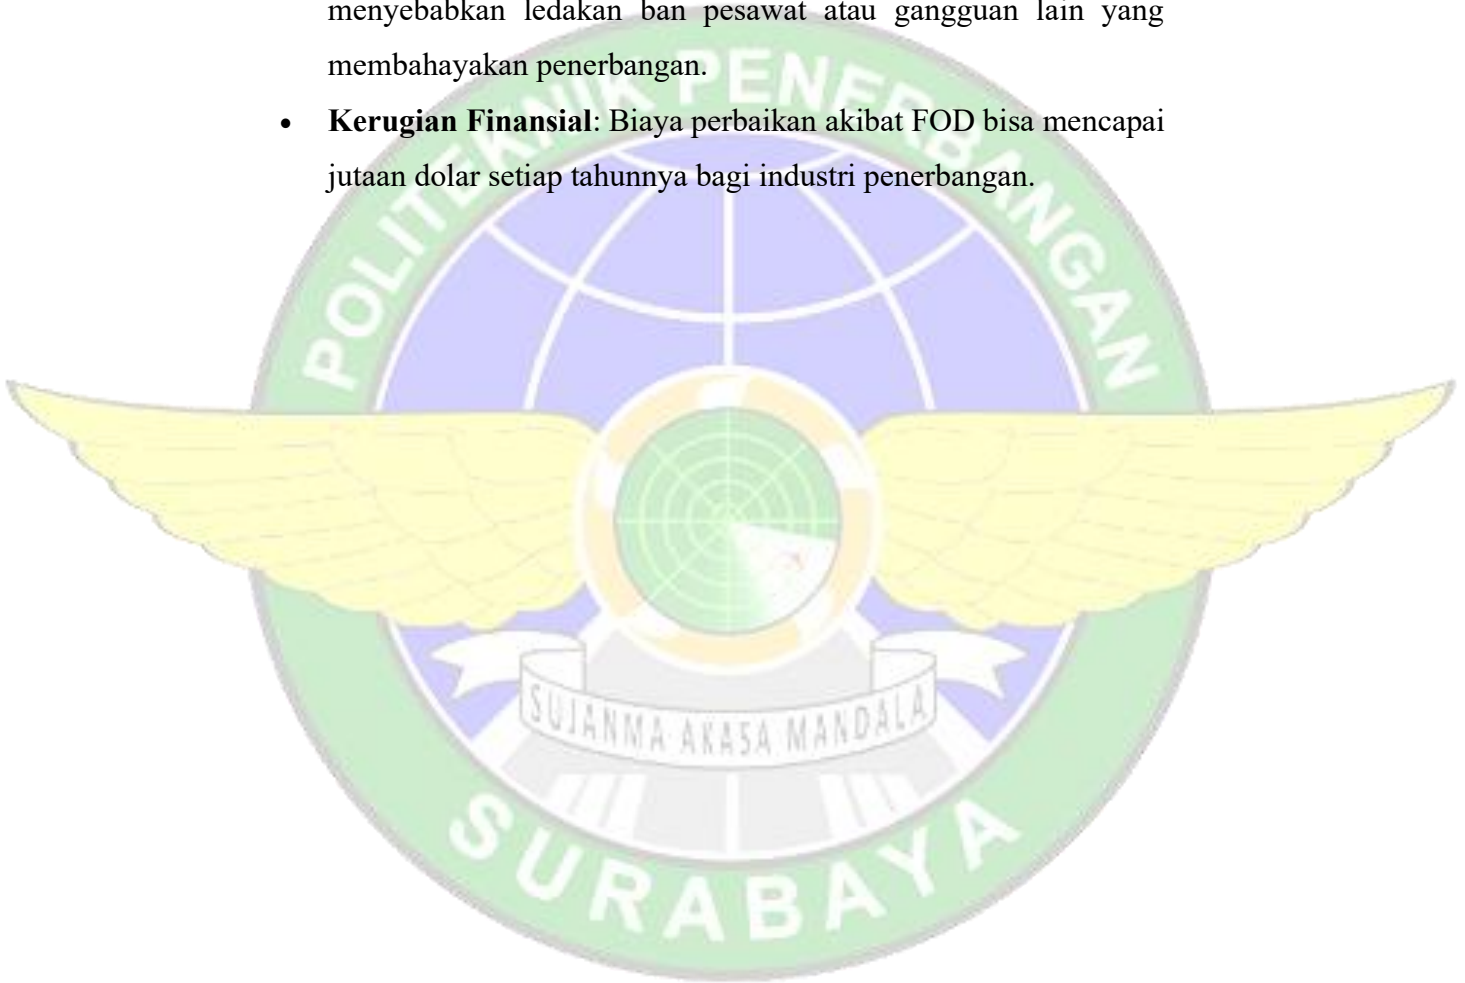 menyebabkan ledakan ban pesawat atau gangguan lain yang
membahayakan penerbangan.
• Kerugian Finansial: Biaya perbaikan akibat FOD bisa mencapai
jutaan dolar setiap tahunnya bagi industri penerbangan.
POLITEKNIK PENERBANGAN
SUJANMA AKASA MANDALA
SURABAYA